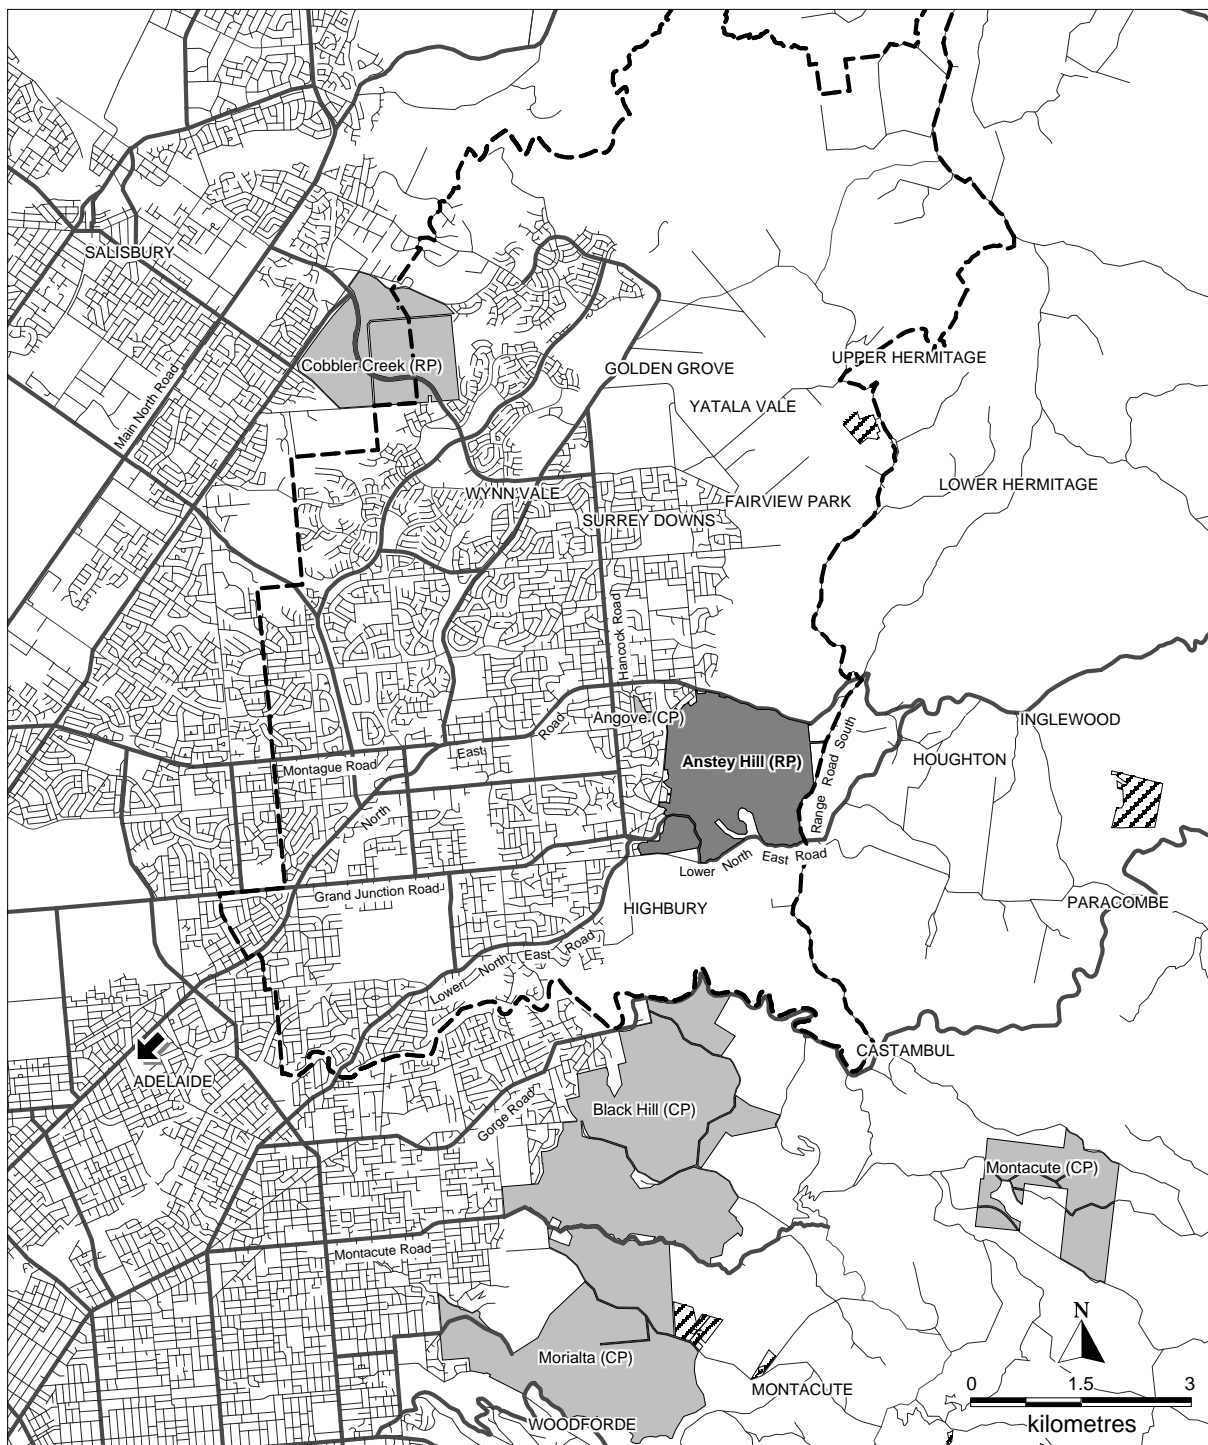 SALISBURY
UPPER HERMITAGE
Cobbler Creek (RP)
GOLDEN GROVE
Main North Road
YATALA VALE
LOWER HERMITAGE
WYNN VALE
FAIRVIEW PARK
SURREY DOWNS
Hancock Road
Angove (CP)
INGLEWOOD
Range Road South
North East Road
Montague Road
Anstey Hill (RP)
HOUGHTON
Lower North East Road
Grand Junction Road
HIGHBURY
PARACOMBE
Lower North East Road
CASTAMBUL
ADELAIDE
Black Hill (CP)
Gorge Road
Montacute (CP)
Montacute Road
N
Morialta (CP)
MONTACUTE
0 1.5 3
kilometres
WOODFORDE